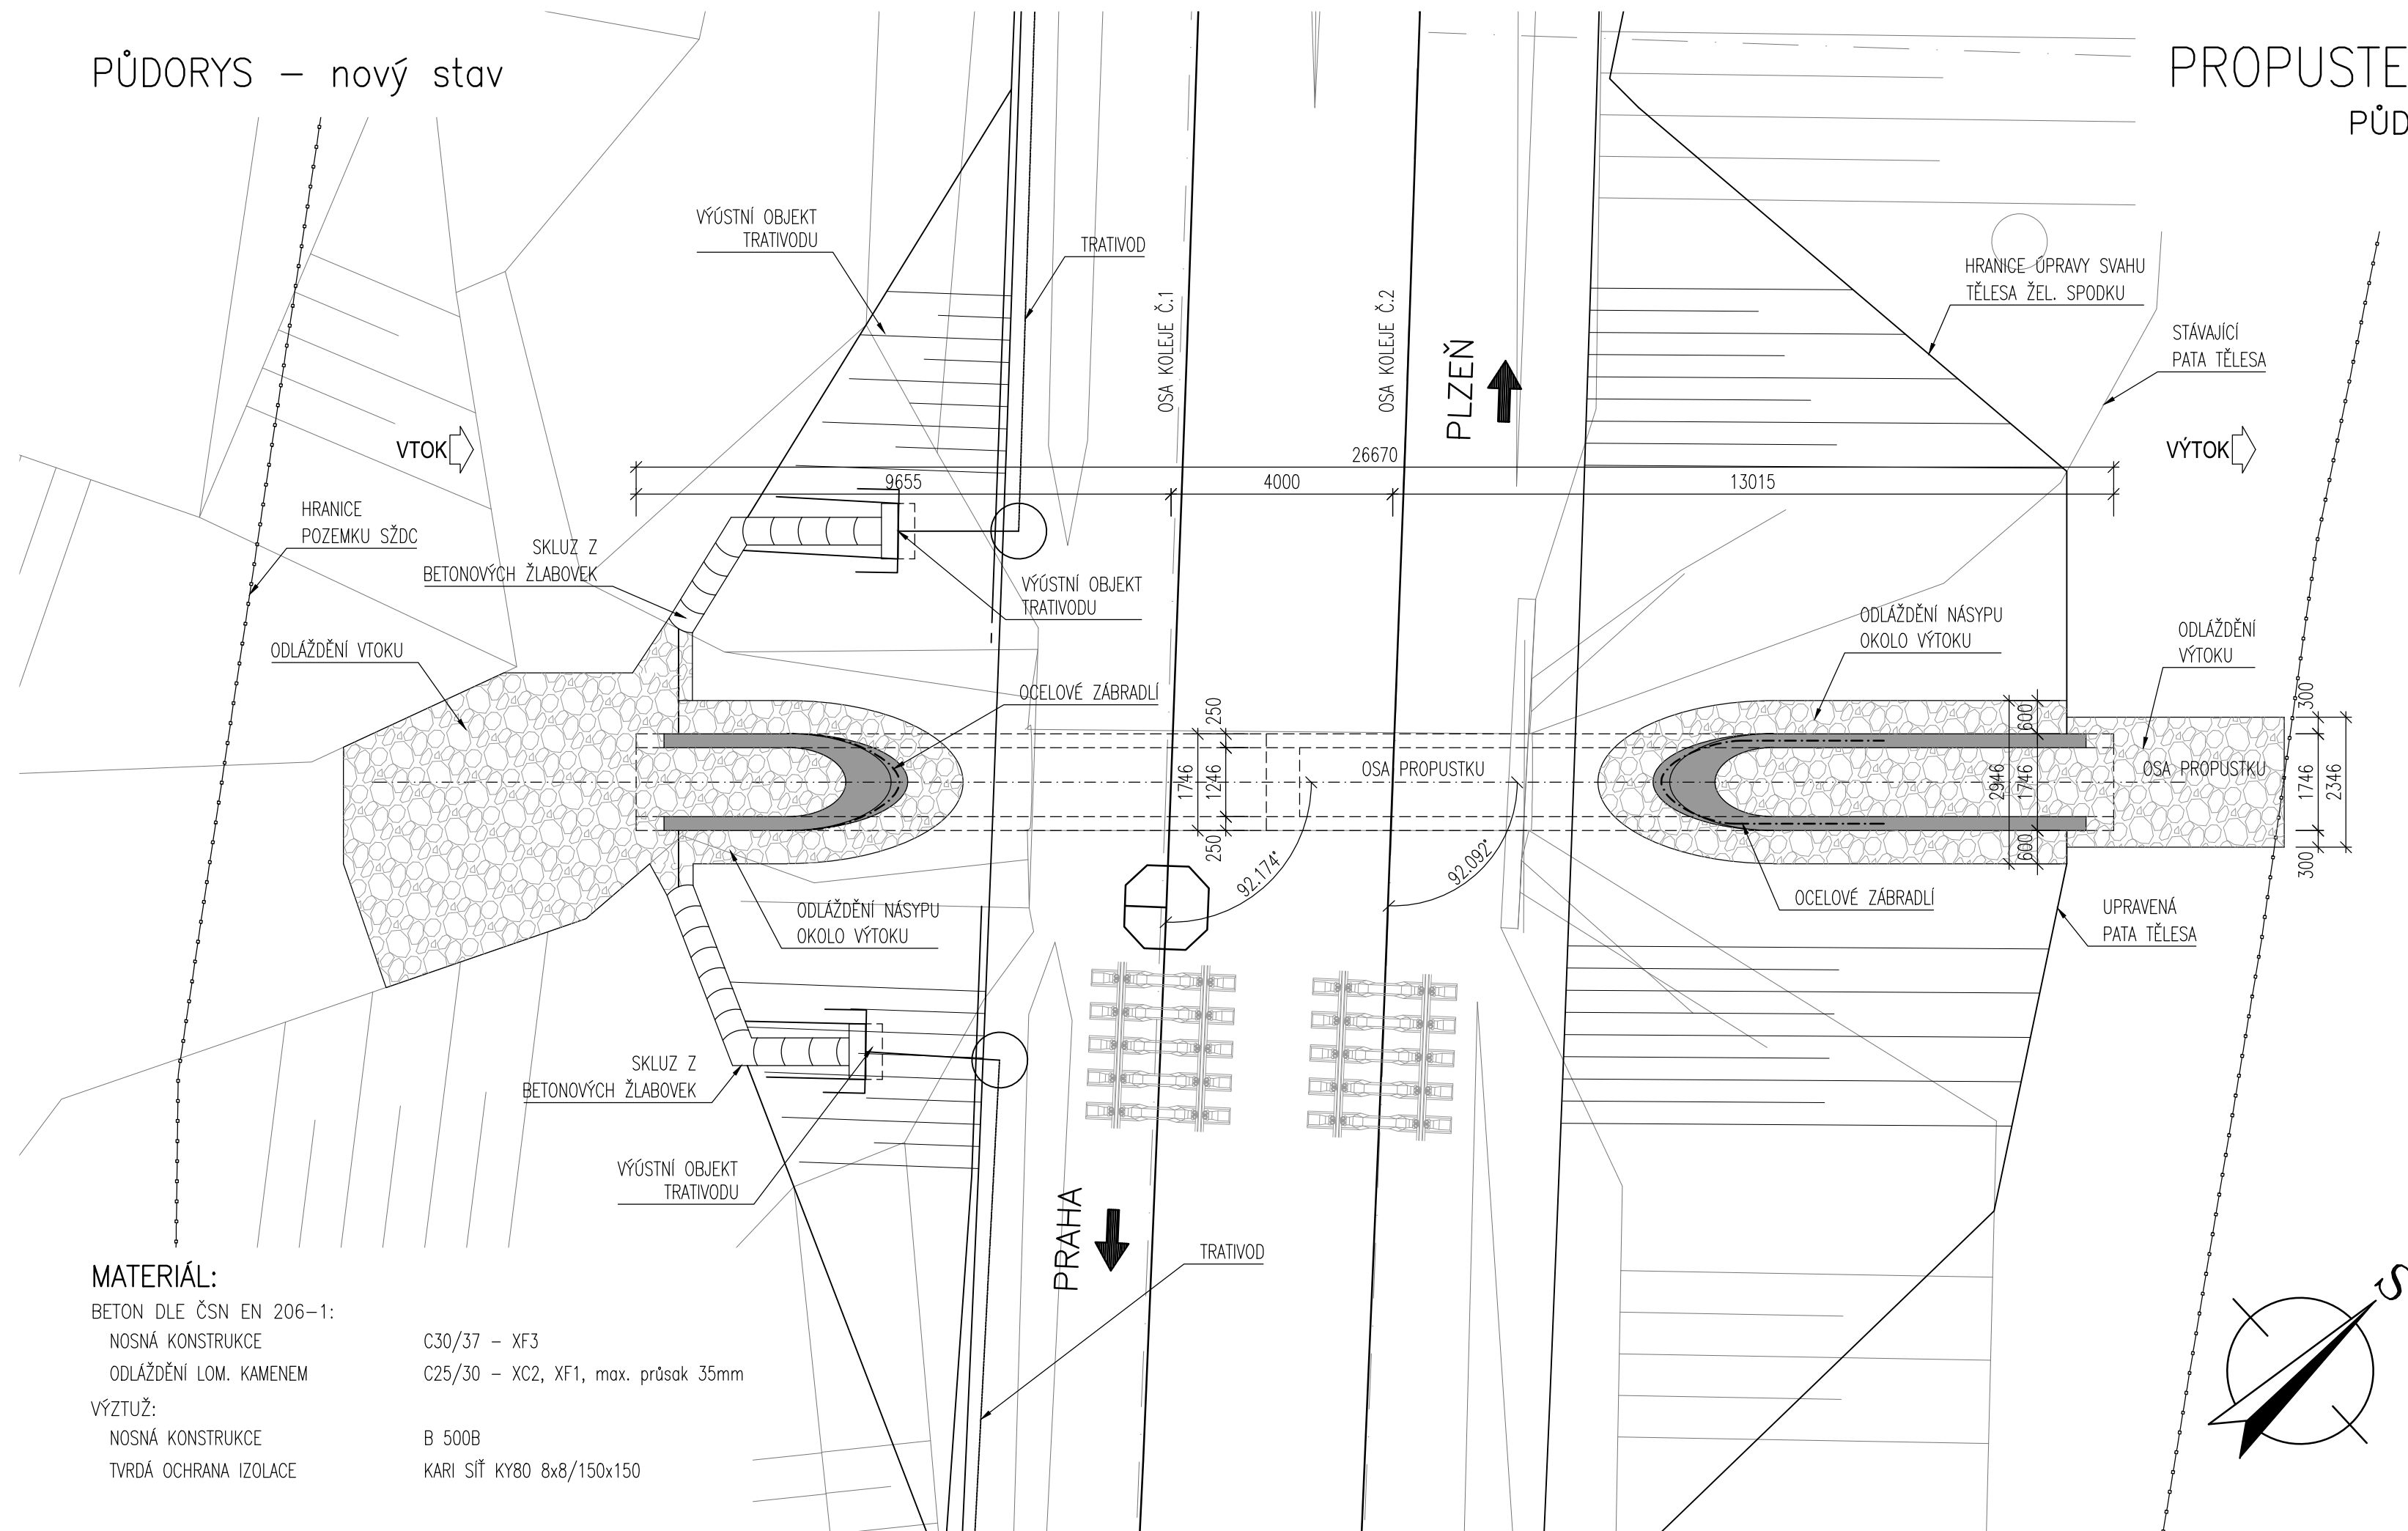 PŮDORYS – nový stav
PROPUSTE
PŮD
VÝÚSTNÍ OBJEKT
TRATIVODU
TRATIVOD
OSA KOLEJE Č.1
OSA KOLEJE Č.2
PLZEŇ
HRANICE ÚPRAVY SVAHU
TĚLESA ŽEL. SPODKU
STÁVAJÍCÍ
PATA TĚLESA
VTOK
VÝTOK
26670
9655
4000
13015
HRANICE
POZEMKU SŽDC
SKLUZ Z
BETONOVÝCH ŽLABOVEK
VÝÚSTNÍ OBJEKT
TRATIVODU
ODLÁŽDĚNÍ VTOKU
ODLÁŽDĚNÍ NÁSYPU
OKOLO VÝTOKU
ODLÁŽDĚNÍ
VÝTOKU
OCELOVÉ ZÁBRADLÍ
250
1746
1246
250
OSA PROPUSTKU
92.174°
92.092°
600
2946
1746
600
OSA PROPUSTKU
300
1746
2346
300
OCELOVÉ ZÁBRADLÍ
ODLÁŽDĚNÍ NÁSYPU
OKOLO VÝTOKU
UPRAVENÁ
PATA TĚLESA
SKLUZ Z
BETONOVÝCH ŽLABOVEK
VÝÚSTNÍ OBJEKT
TRATIVODU
PRAHA
TRATIVOD
S
MATERIÁL:
BETON DLE ČSN EN 206–1:
NOSNÁ KONSTRUKCE C30/37 – XF3
ODLÁŽDĚNÍ LOM. KAMENEM C25/30 – XC2, XF1, max. průsak 35mm
VÝZTUŽ:
NOSNÁ KONSTRUKCE B 500B
TVRDÁ OCHRANA IZOLACE KARI SÍŤ KY80 8x8/150x150